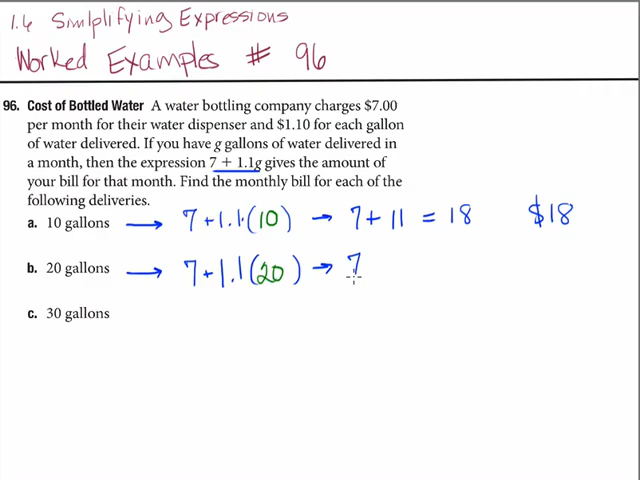 1.6 Simplifying Expressions
Worked Examples # 96
96. Cost of Bottled Water A water bottling company charges $7.00
per month for their water dispenser and $1.10 for each gallon
of water delivered. If you have g gallons of water delivered in
a month, then the expression 7 + 1.1g gives the amount of
your bill for that month. Find the monthly bill for each of the
following deliveries.
a. 10 gallons → 7+1.1·(10) → 7+11 = 18 $18
b. 20 gallons → 7+1.1(20) → 7
c. 30 gallons